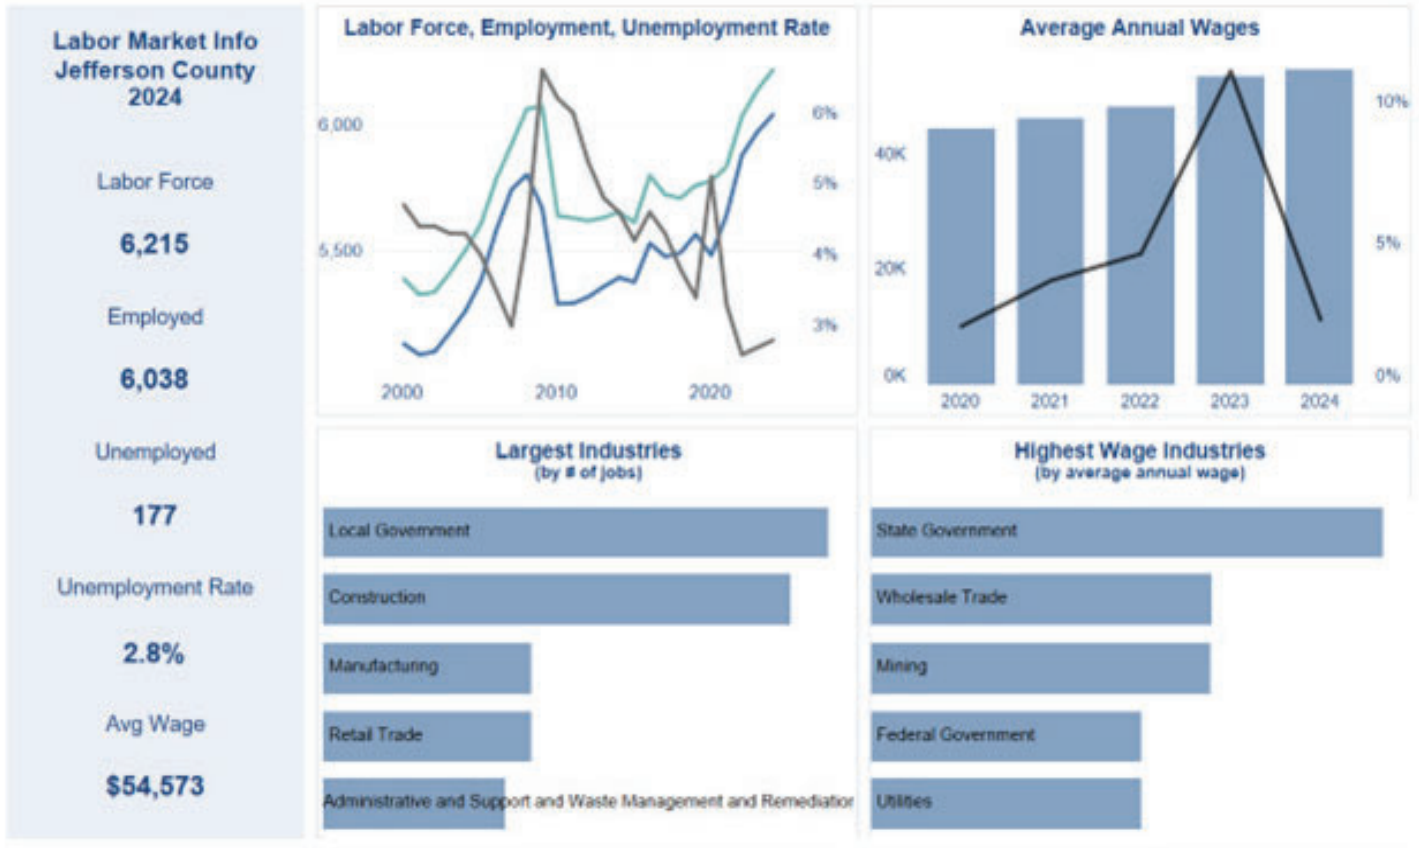 Labor Market Info
Jefferson County
2024
Labor Force
6,215
Employed
6,038
Unemployed
177
Unemployment Rate
2.8%
Avg Wage
$54,573
Labor Force, Employment, Unemployment Rate
6,000
5,500
6%
5%
4%
3%
2000
2010
2020
Average Annual Wages
40K
20K
0K
10%
5%
0%
2020
2021
2022
2023
2024
Largest Industries
(by # of jobs)
Local Government
Construction
Manufacturing
Retail Trade
Administrative and Support and Waste Management and Remediation
Highest Wage Industries
(by average annual wage)
State Government
Wholesale Trade
Mining
Federal Government
Utilities